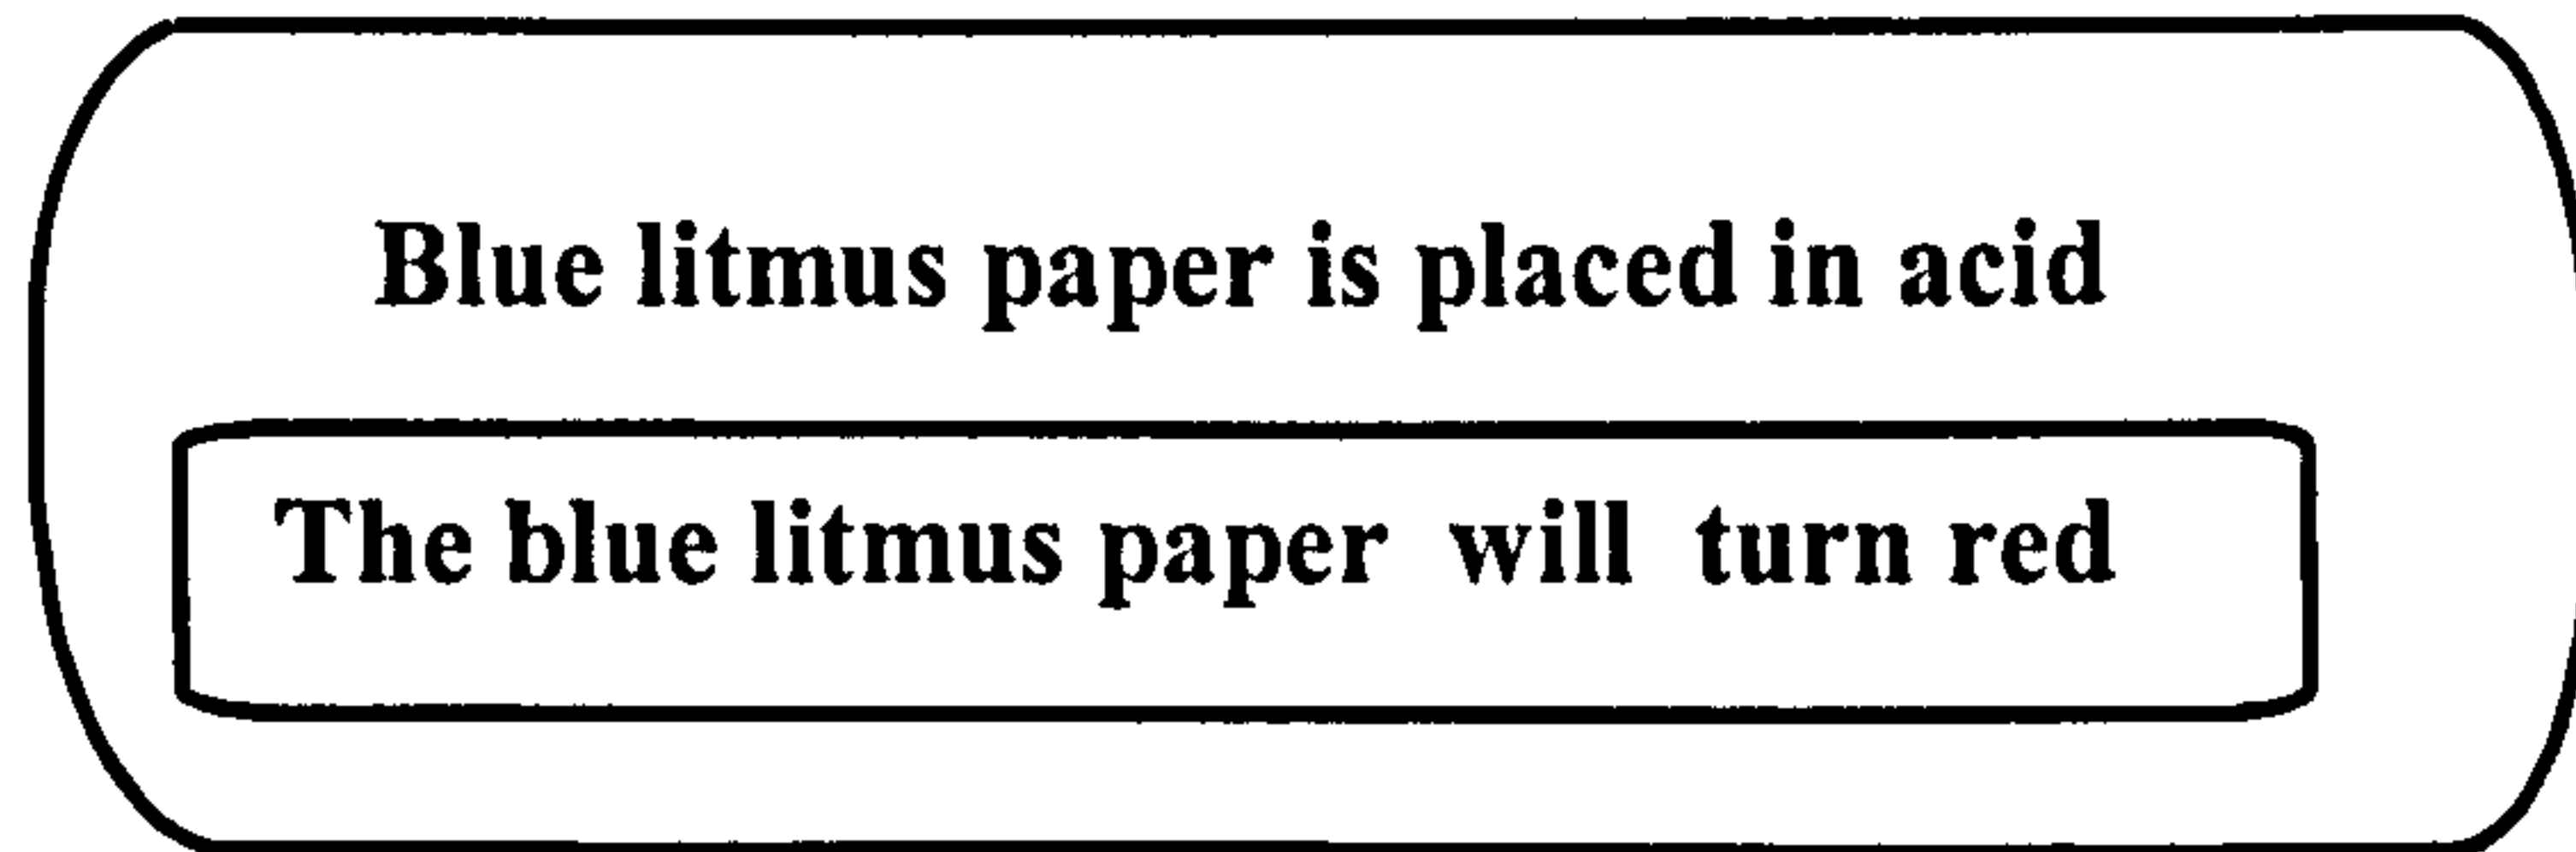 Blue litmus paper is placed in acid
The blue litmus paper will turn red